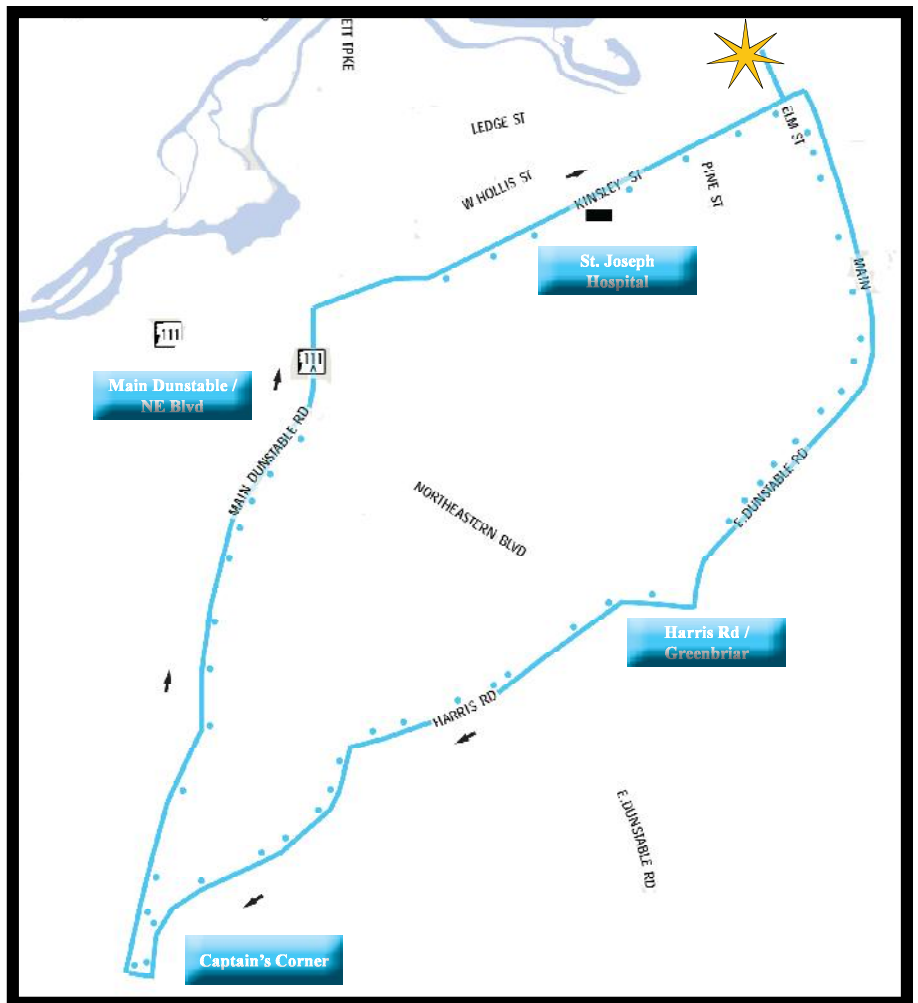 ETT TPKE
LEDGE ST
ELM ST
W HOLLIS ST
KINSLEY ST
PINE ST
St. Joseph
Hospital
MAIN
111
111
Main Dunstable /
NE Blvd
MAIN DUNSTABLE RD
NORTHEASTERN BLVD
E.DUNSTABLE RD
Harris Rd /
Greenbriar
HARRIS RD
E.DUNSTABLE RD
Captain's Corner